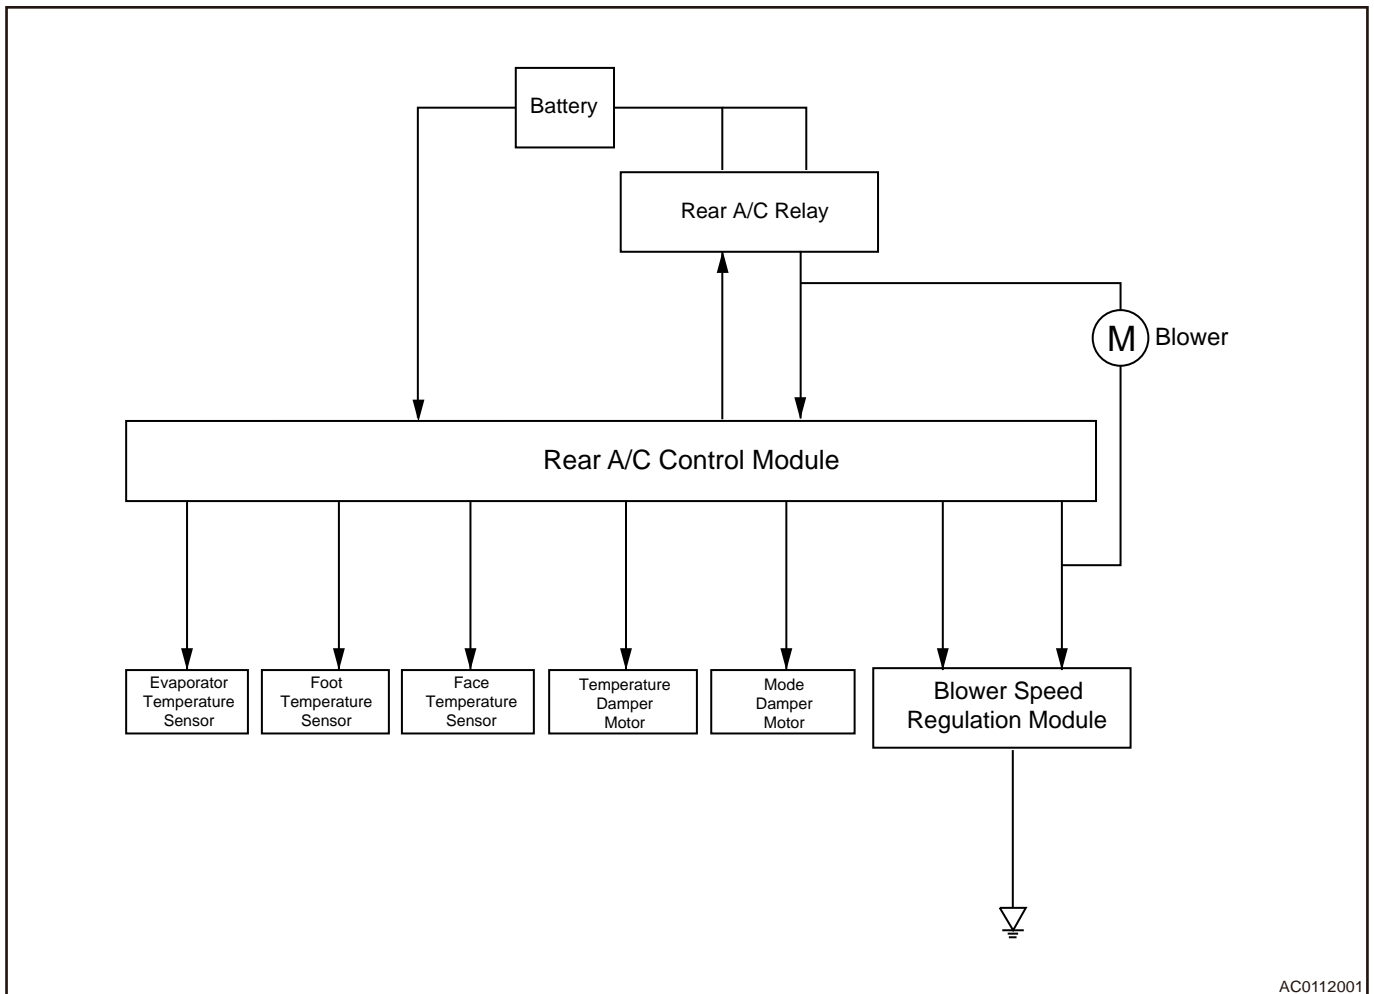 Battery
Rear A/C Relay
M
Blower
Rear A/C Control Module
Evaporator
Temperature
Sensor
Foot
Temperature
Sensor
Face
Temperature
Sensor
Temperature
Damper
Motor
Mode
Damper
Motor
Blower Speed
Regulation Module
AC0112001